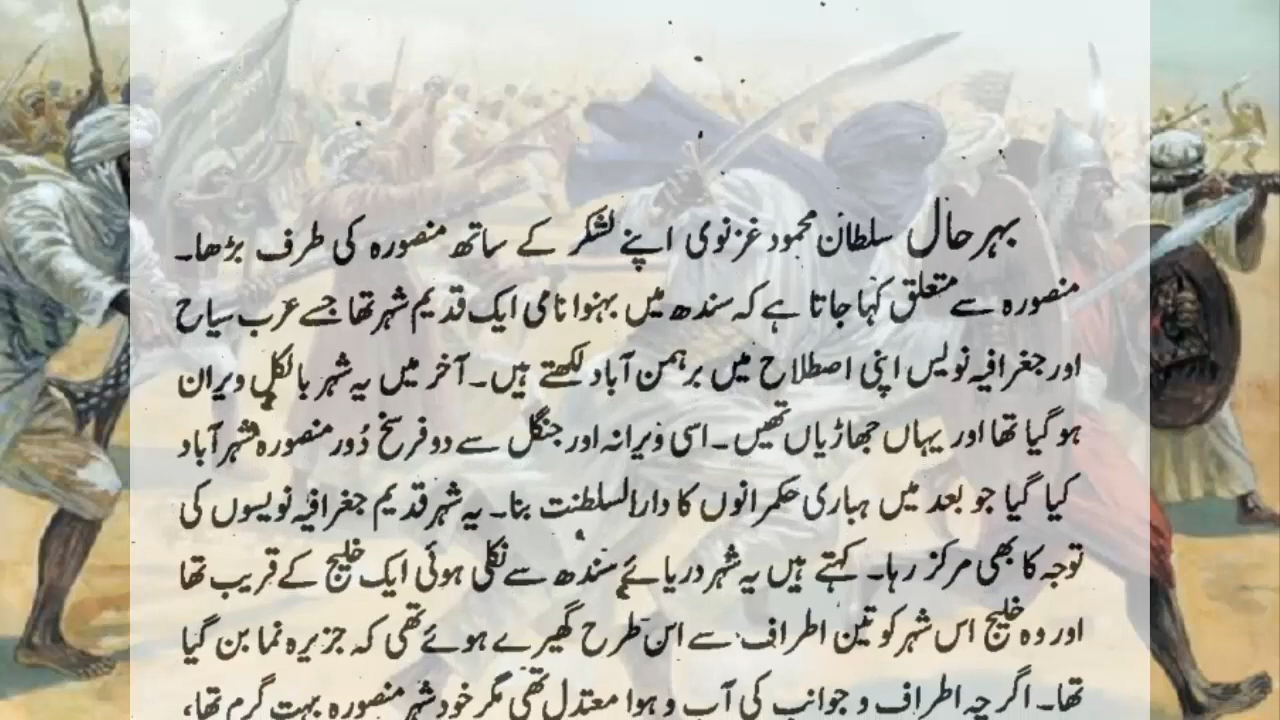 بہرحال سلطان محمود غزنوی اپنے لشکر کے ساتھ منصورہ کی طرف بڑھا۔
منصورہ سے متعلق کہا جاتا ہے کہ سندھ میں بہنوا نامی ایک قدیم شہر تھا جسے عرب سیاح
اور جغرافیہ نویس اپنی اصطلاح میں برہمن آباد لکھتے ہیں۔ آخر میں یہ شہر بالکل ویران
ہو گیا تھا اور یہاں جھاڑیاں تھیں۔ اسی ویرانہ اور جنگل سے دو فرسخ دُور منصورہ شہر آباد
کیا گیا جو بعد میں ہباری حکمرانوں کا دارالسلطنت بنا۔ یہ شہر قدیم جغرافیہ نویسوں کی
توجہ کا بھی مرکز رہا۔ کہتے ہیں یہ شہر دریائے سندھ سے نکلی ہوئی ایک خلیج کے قریب تھا
اور وہ خلیج اس شہر کو تین اطراف سے اس طرح گھیرے ہوئے تھی کہ جزیرہ نما بن گیا
تھا۔ اگرچہ اطراف و جوانب کی آب و ہوا معتدل تھی مگر خود شہر منصورہ بہت گرم تھا،